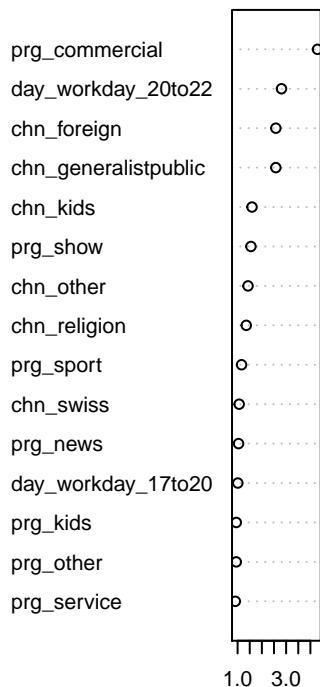 prg_commercial
day_workday_20to22
chn_foreign
chn_generalistpublic
chn_kids
prg_show
chn_other
chn_religion
prg_sport
chn_swiss
prg_news
day_workday_17to20
prg_kids
prg_other
prg_service
1.0 3.0